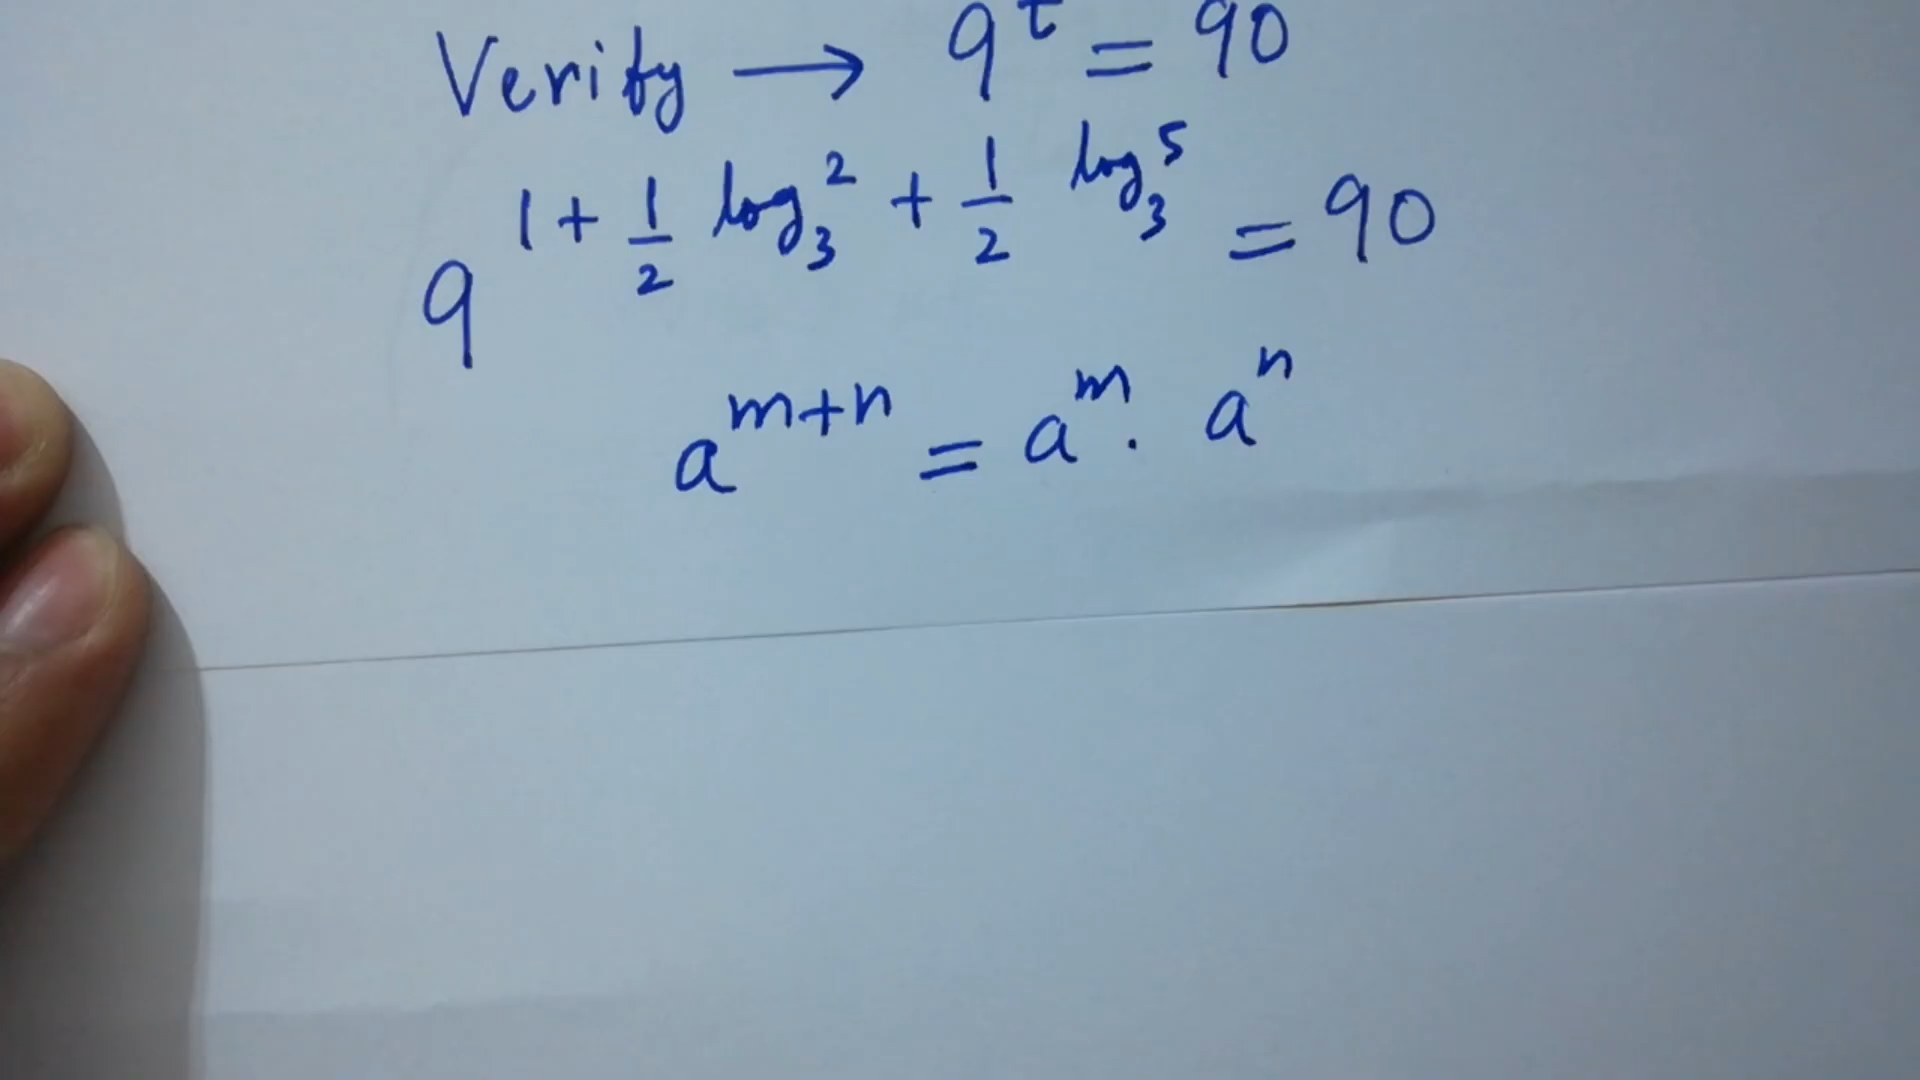 Verify → 9^t = 90
9^{1 + 1/2 log_3 2 + 1/2 log_3 5} = 90
a^{m+n} = a^m · a^n